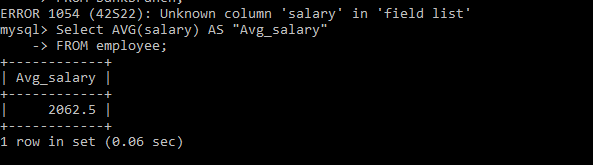 ERROR 1054 (42S22): Unknown column 'salary' in 'field list'
mysql> Select AVG(salary) AS "Avg_salary"
    -> FROM employee;
+------------+
| Avg_salary |
+------------+
|     2062.5 |
+------------+
1 row in set (0.06 sec)